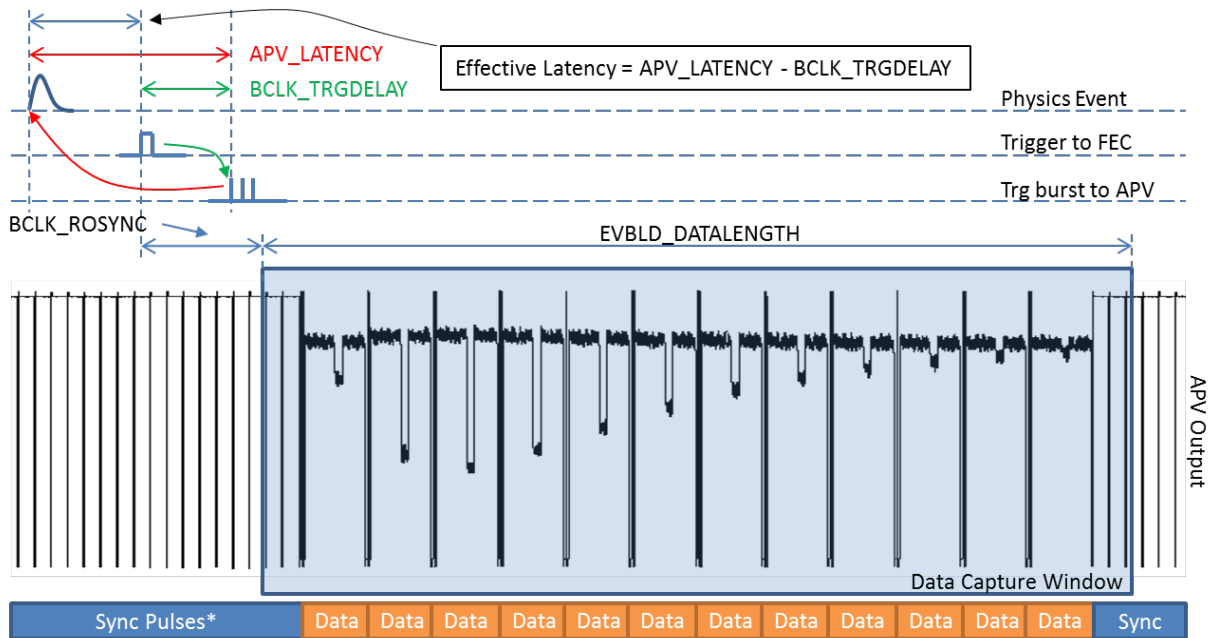 APV_LATENCY
Effective Latency = APV_LATENCY - BCLK_TRGDELAY
BCLK_TRGDELAY
Physics Event
Trigger to FEC
Trg burst to APV
BCLK_ROSYNC
EVBLD_DATALENGTH
APV Output
Data Capture Window
Sync Pulses*
Data
Data
Data
Data
Data
Data
Data
Data
Data
Data
Data
Data
Sync